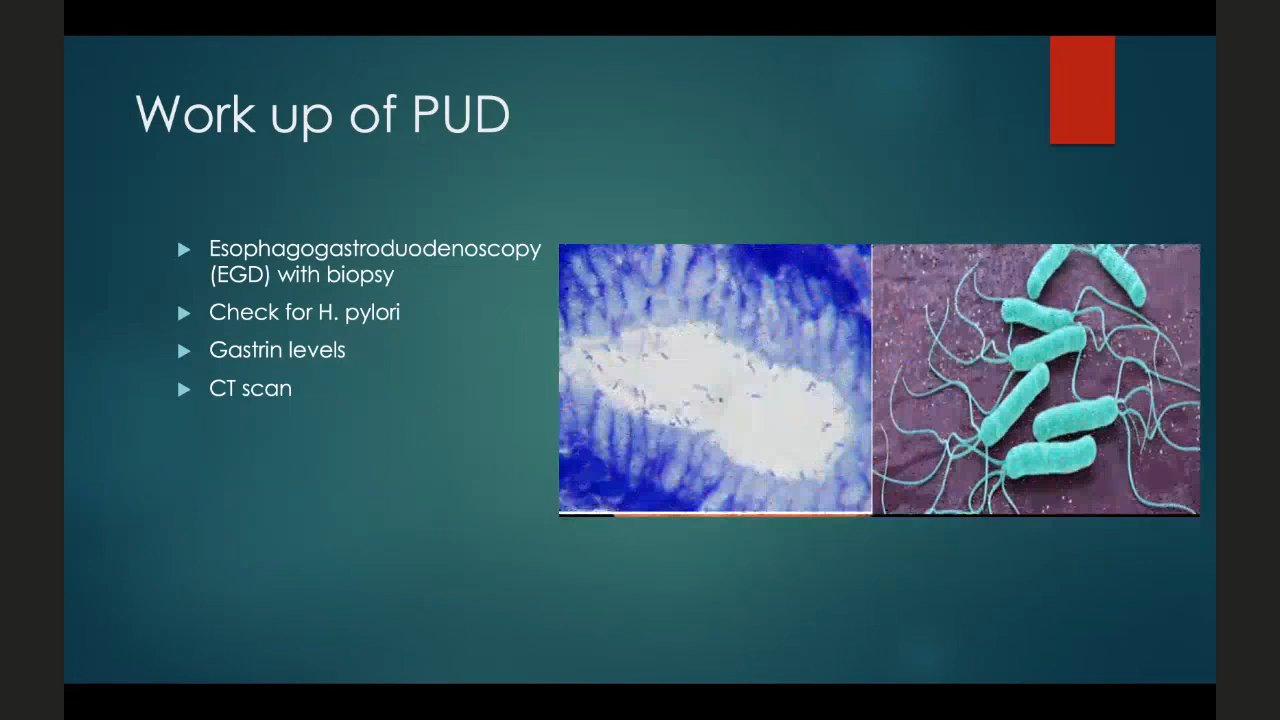 Work up of PUD
Esophagogastroduodenoscopy
(EGD) with biopsy
Check for H. pylori
Gastrin levels
CT scan